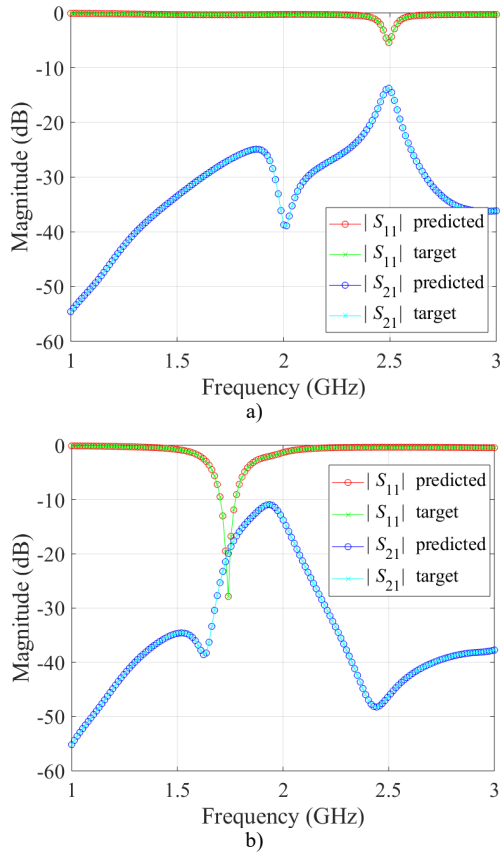 0
-10
-20
-30
-40
-50
-60
Magnitude (dB)
| S11 | predicted
| S11 | target
| S21 | predicted
| S21 | target
1
1.5
2
2.5
3
Frequency (GHz)
a)
0
-10
-20
-30
-40
-50
-60
Magnitude (dB)
| S11 | predicted
| S11 | target
| S21 | predicted
| S21 | target
1
1.5
2
2.5
3
Frequency (GHz)
b)